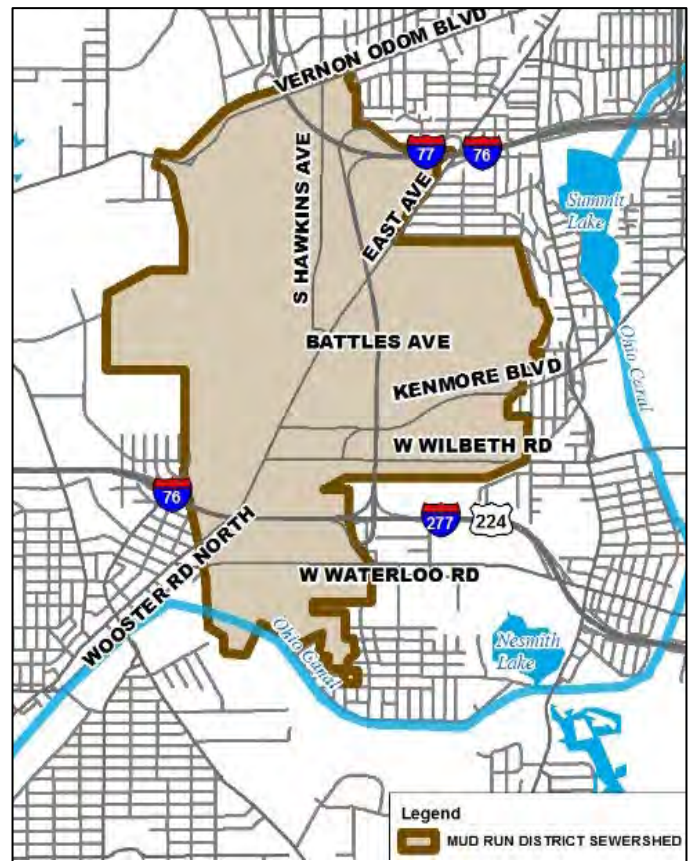 VERNON ODOM BLVD
S HAWKINS AVE
77
76
EAST AVE
Summit
Lake
Ohio Canal
BATTLES AVE
KENMORE BLVD
W WILBETH RD
76
277
224
WOOSTER RD NORTH
W WATERLOO RD
Ohio Canal
Nesmith
Lake
Legend
MUD RUN DISTRICT SEWERSHED